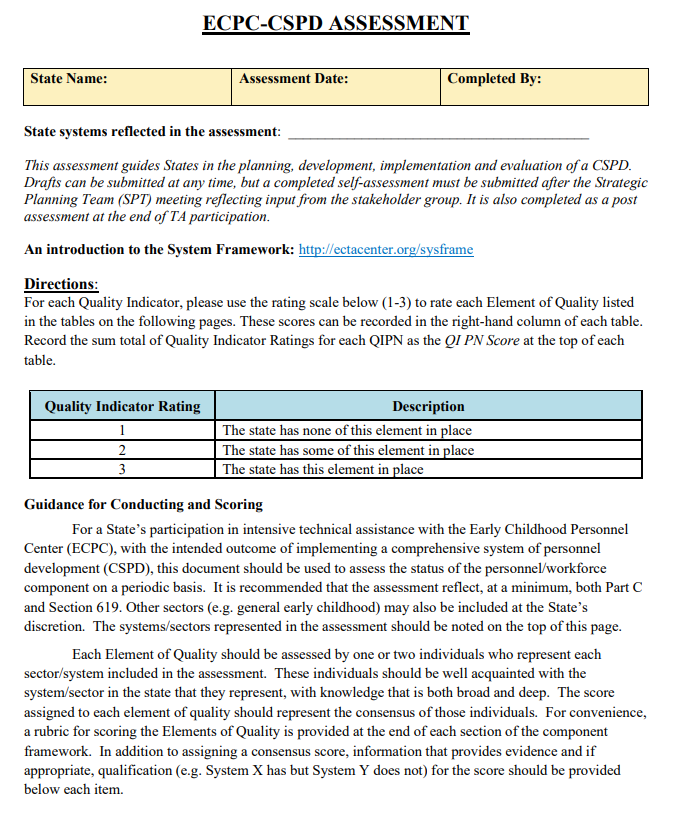 ECPC-CSPD ASSESSMENT
State Name: Assessment Date: Completed By:
State systems reflected in the assessment: ___________________________________________
This assessment guides States in the planning, development, implementation and evaluation of a CSPD.
Drafts can be submitted at any time, but a completed self-assessment must be submitted after the Strategic
Planning Team (SPT) meeting reflecting input from the stakeholder group. It is also completed as a post
assessment at the end of TA participation.
An introduction to the System Framework: http://ectacenter.org/sysframe
Directions:
For each Quality Indicator, please use the rating scale below (1-3) to rate each Element of Quality listed
in the tables on the following pages. These scores can be recorded in the right-hand column of each table.
Record the sum total of Quality Indicator Ratings for each QIPN as the QI PN Score at the top of each
table.
Quality Indicator Rating Description
1 The state has none of this element in place
2 The state has some of this element in place
3 The state has this element in place
Guidance for Conducting and Scoring
For a State's participation in intensive technical assistance with the Early Childhood Personnel
Center (ECPC), with the intended outcome of implementing a comprehensive system of personnel
development (CSPD), this document should be used to assess the status of the personnel/workforce
component on a periodic basis. It is recommended that the assessment reflect, at a minimum, both Part C
and Section 619. Other sectors (e.g. general early childhood) may also be included at the State's
discretion. The systems/sectors represented in the assessment should be noted on the top of this page.
Each Element of Quality should be assessed by one or two individuals who represent each
sector/system included in the assessment. These individuals should be well acquainted with the
system/sector in the state that they represent, with knowledge that is both broad and deep. The score
assigned to each element of quality should represent the consensus of those individuals. For convenience,
a rubric for scoring the Elements of Quality is provided at the end of each section of the component
framework. In addition to assigning a consensus score, information that provides evidence and if
appropriate, qualification (e.g. System X has but System Y does not) for the score should be provided
below each item.